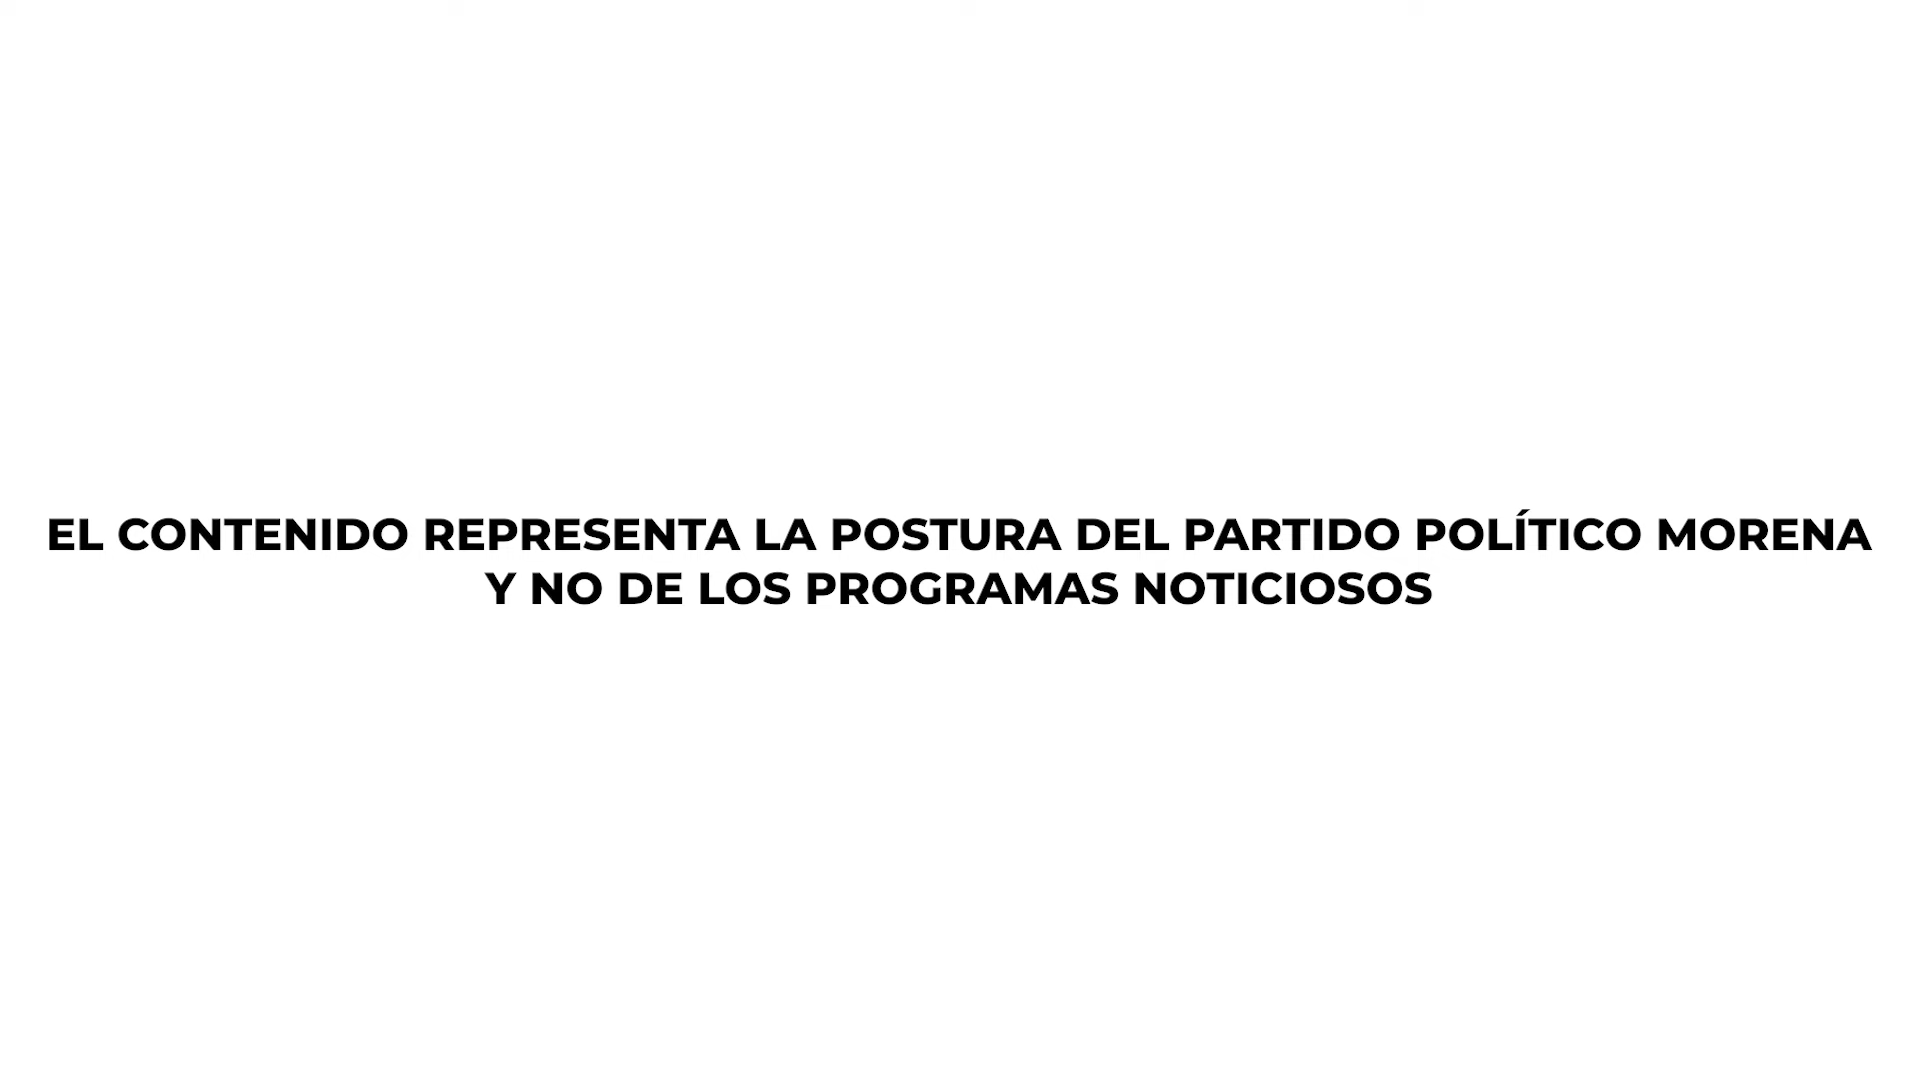 EL CONTENIDO REPRESENTA LA POSTURA DEL PARTIDO POLÍTICO MORENA
Y NO DE LOS PROGRAMAS NOTICIOSOS